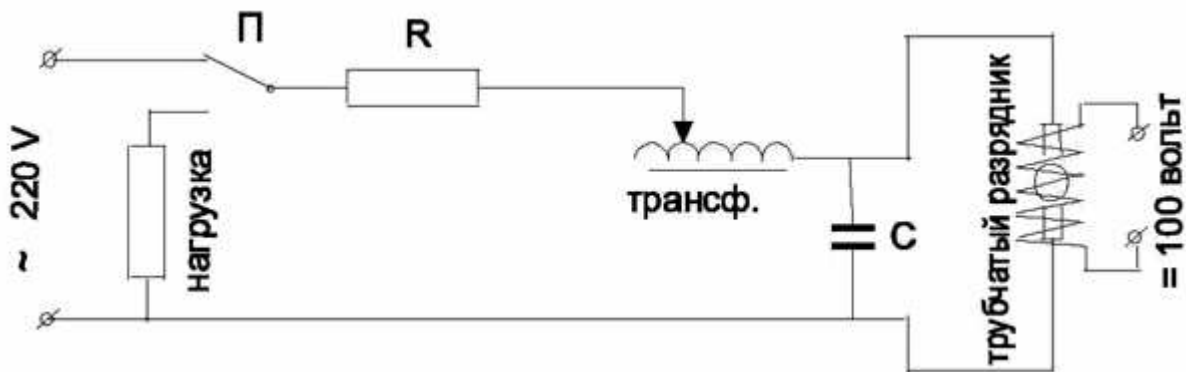 П
R
~ 220 V
нагрузка
трансф.
С
трубчатый разрядник
= 100 вольт